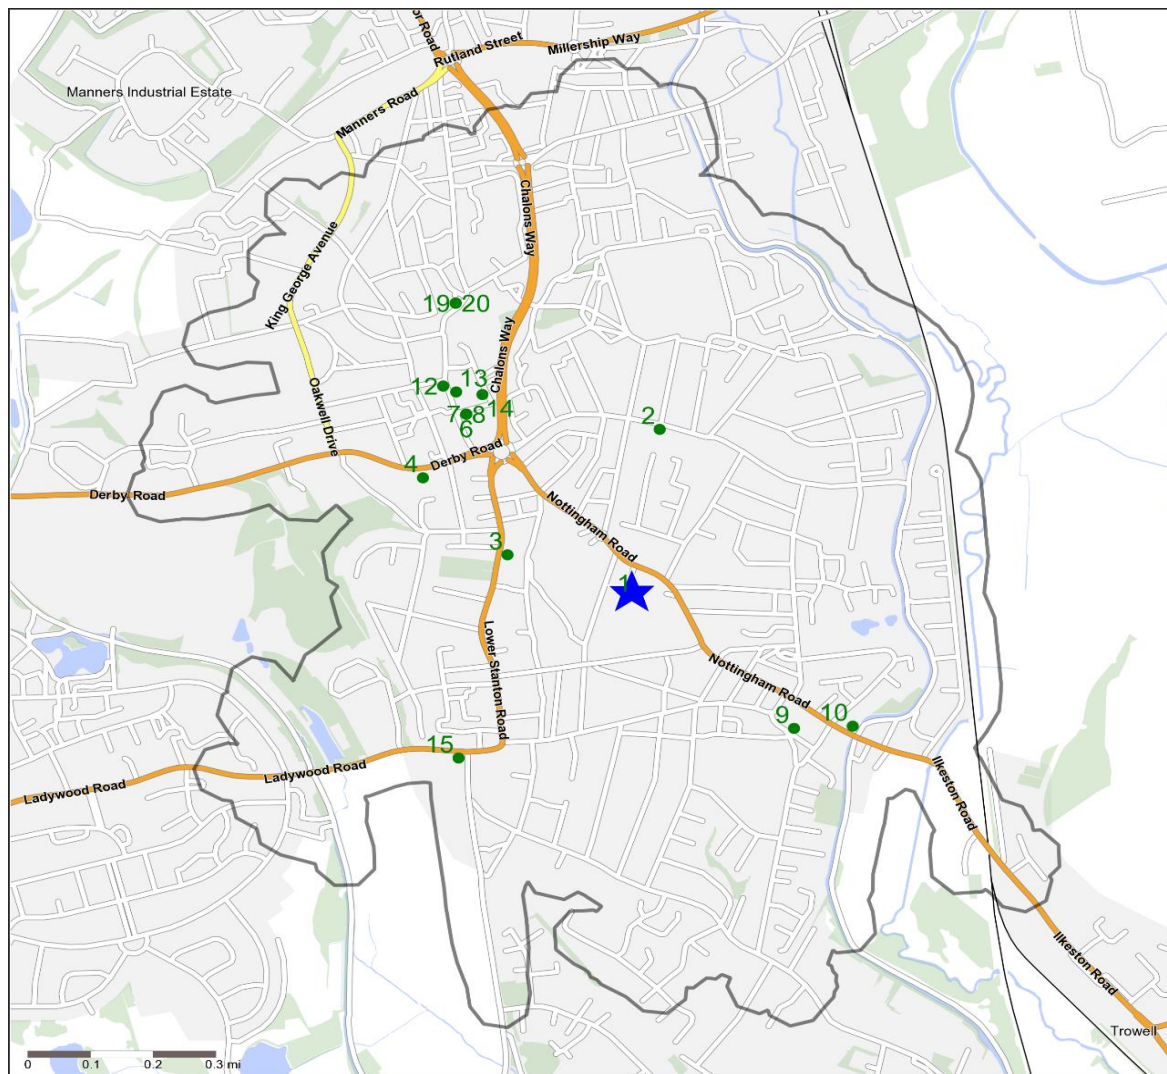 or Road
Rutland Street
Millership Way
Manners Industrial Estate
Manners Road
Chalons Way
King George Avenue
19 20
Chalons Way
Oakwell Drive
12 13
7 8 14
6
2
4
Derby Road
Derby Road
Nottingham Road
3
1
Lower Stanton Road
Nottingham Road
9 10
15
Ladywood Road
Ladywood Road
Ilkeston Road
Ilkeston Road
Trowell
0 0.1 0.2 0.3 mi